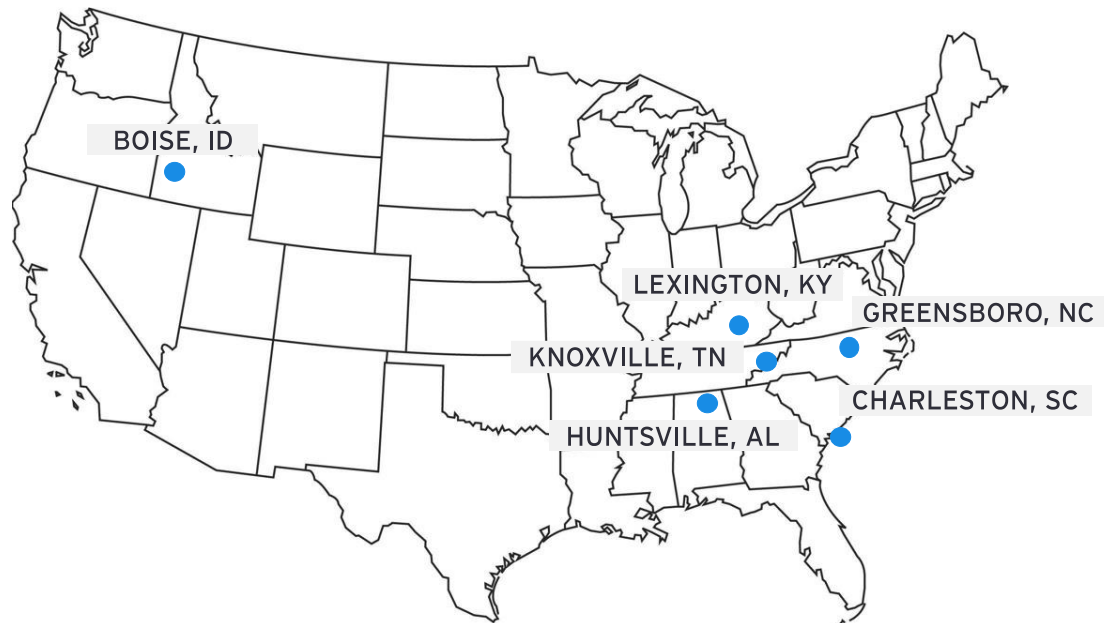 BOISE, ID
LEXINGTON, KY
GREENSBORO, NC
KNOXVILLE, TN
CHARLESTON, SC
HUNTSVILLE, AL